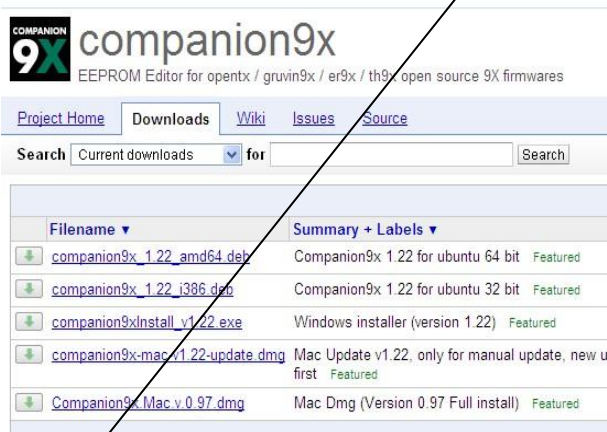 COMPANION
9X
companion9x
EEPROM Editor for opentx / gruvin9x / er9x / th9x open source 9X firmwares
Project Home Downloads Wiki Issues Source
Search Current downloads for Search
Filename ▼ Summary + Labels ▼
companion9x_1.22_amd64.deb Companion9x 1.22 for ubuntu 64 bit Featured
companion9x_1.22_i386.deb Companion9x 1.22 for ubuntu 32 bit Featured
companion9xInstall_v1.22.exe Windows installer (version 1.22) Featured
companion9x-mac.v1.22-update.dmg Mac Update v1.22, only for manual update, new u
first Featured
Companion9x.Mac.v.0.97.dmg Mac Dmg (Version 0.97 Full install) Featured